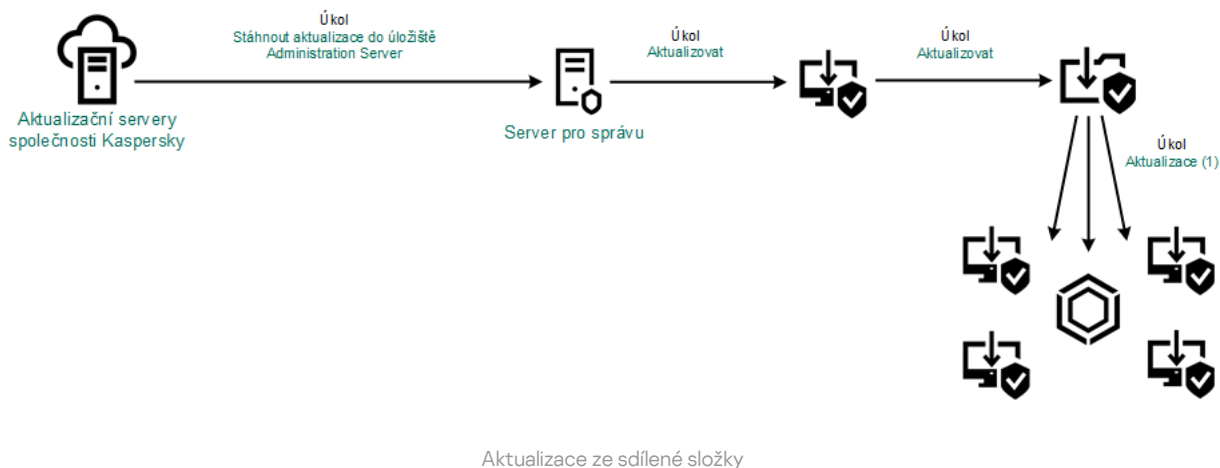 Úkol
Stáhnout aktualizace do úložiště
Administration Server
Úkol
Aktualizovat
Úkol
Aktualizovat
Aktualizační servery
společnosti Kaspersky
Server pro správu
Úkol
Aktualizace (1)
Aktualizace ze sdílené složky